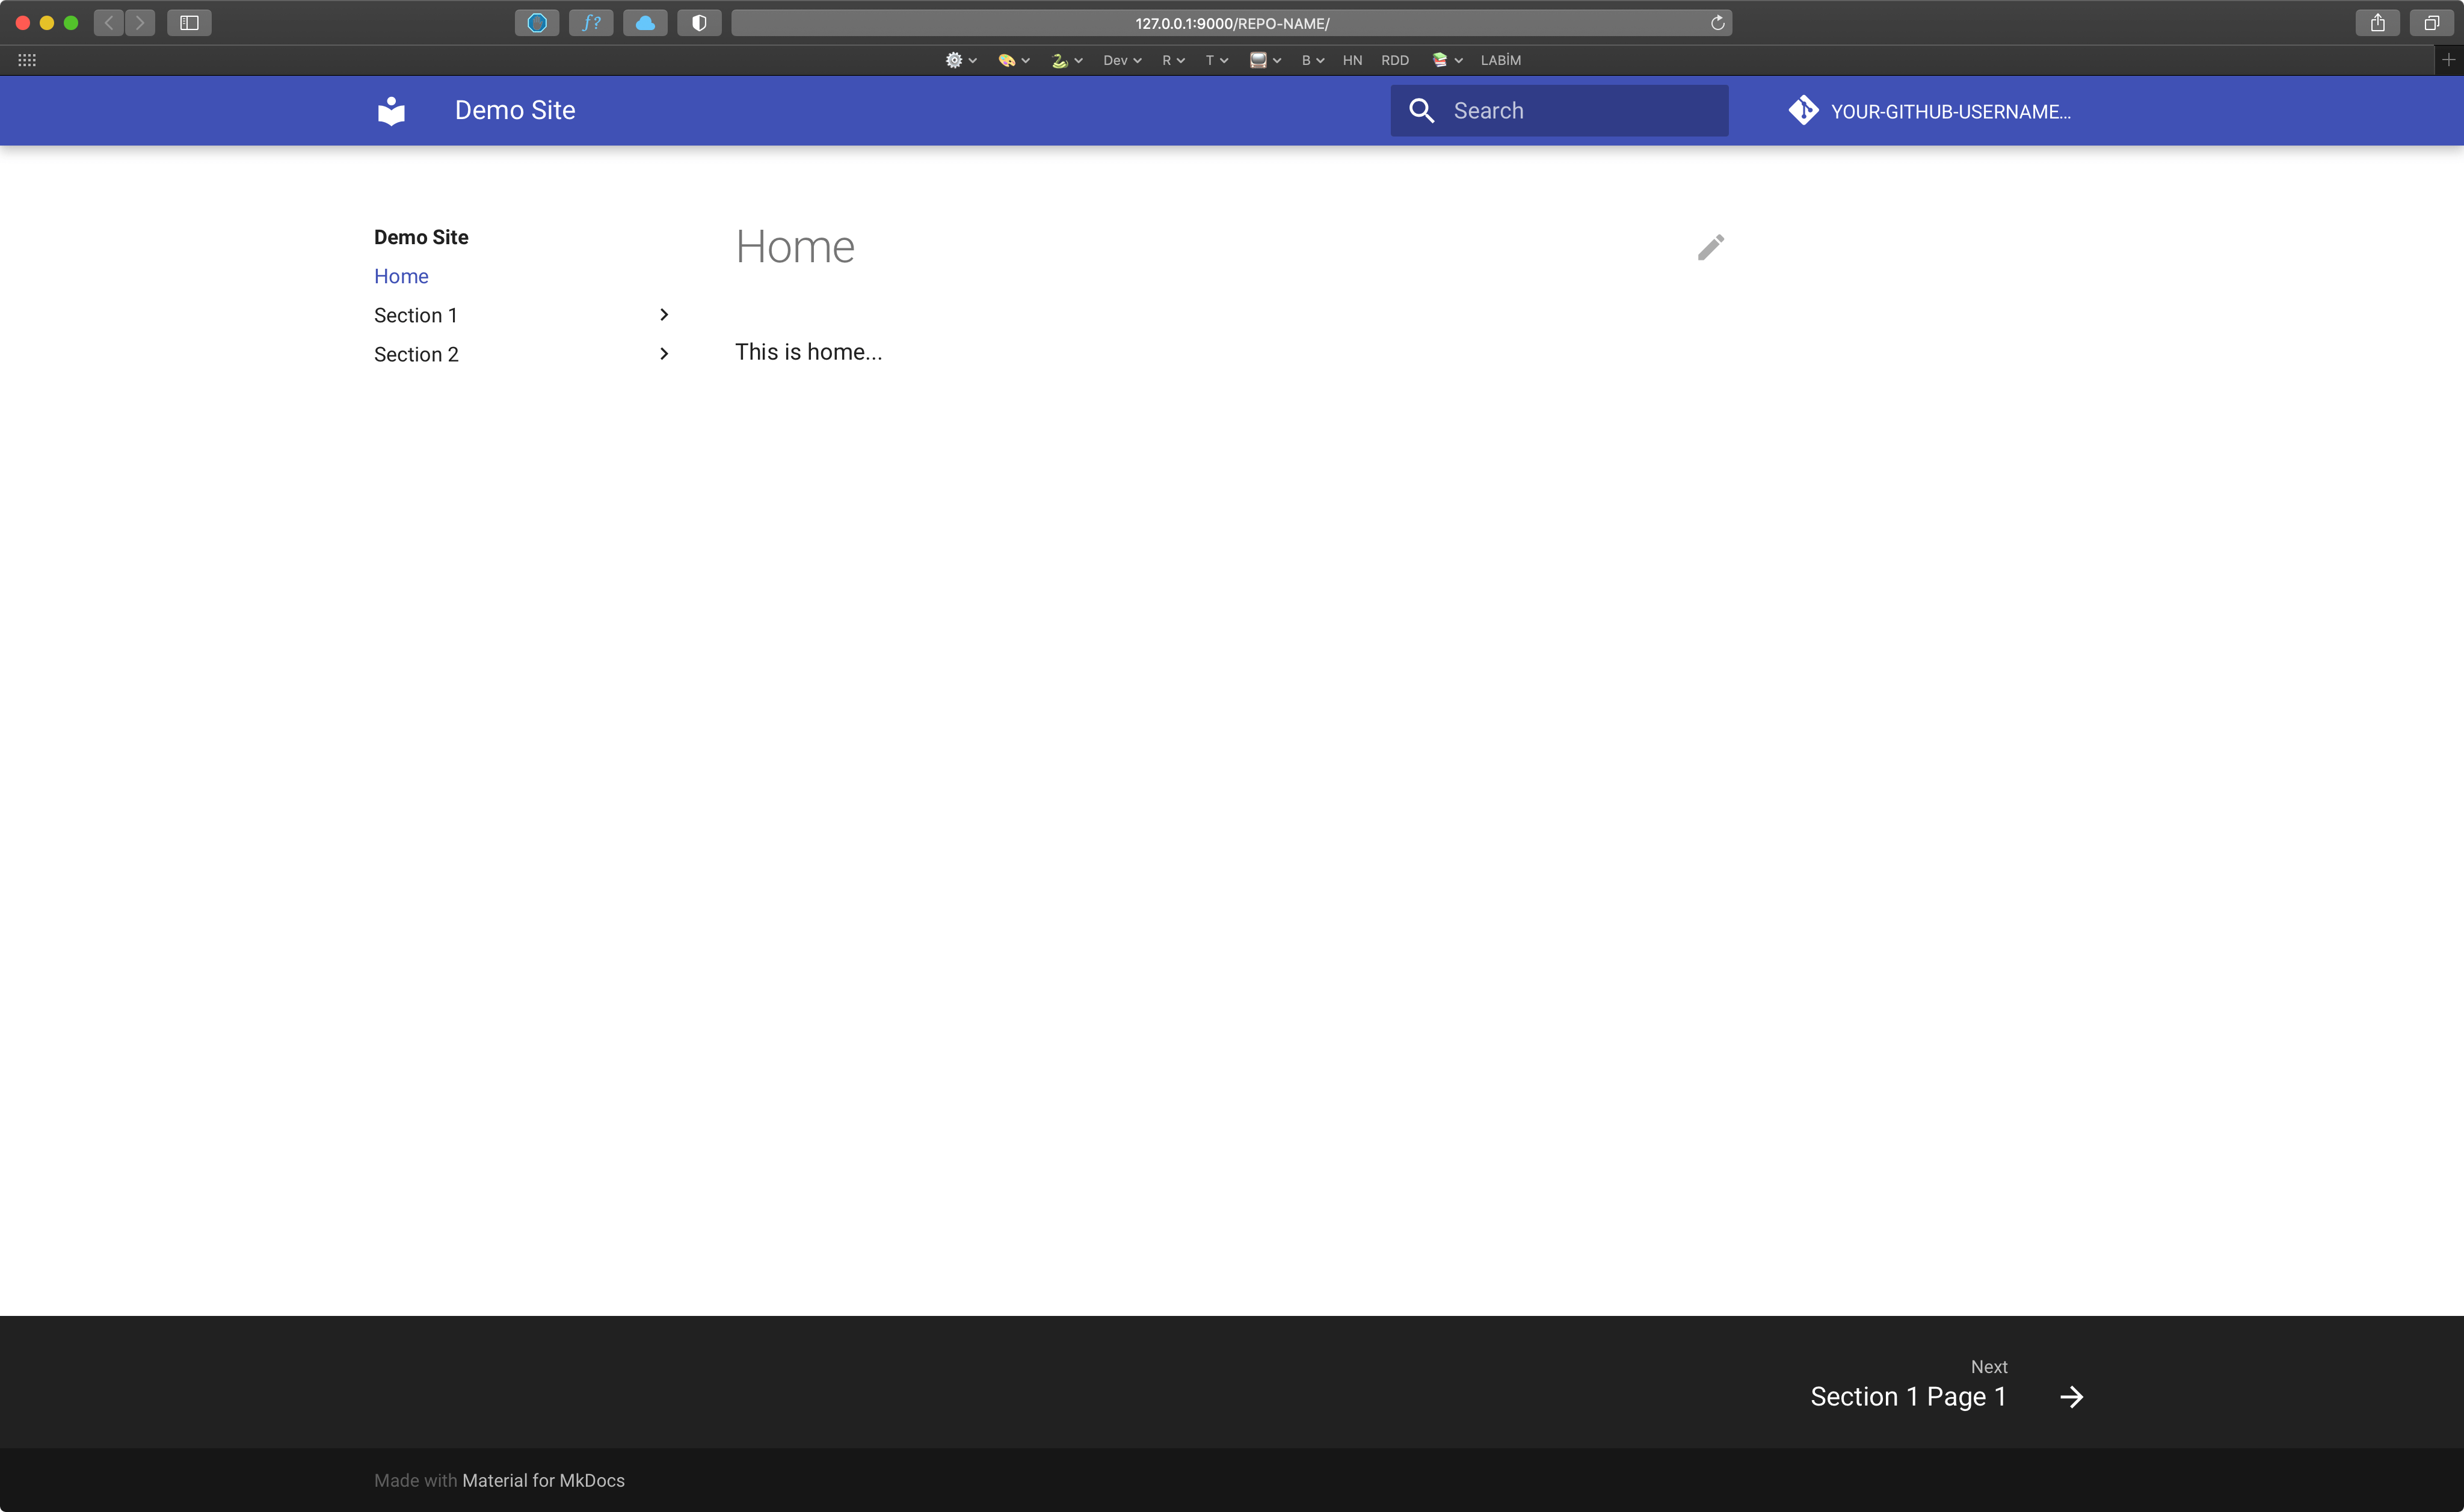 f?
127.0.0.1:9000/REPO-NAME/
Dev R T B HN RDD LABİM
Demo Site
Search
YOUR-GITHUB-USERNAME...
Demo Site
Home
Section 1
Section 2
Home
This is home...
Next
Section 1 Page 1
Made with Material for MkDocs